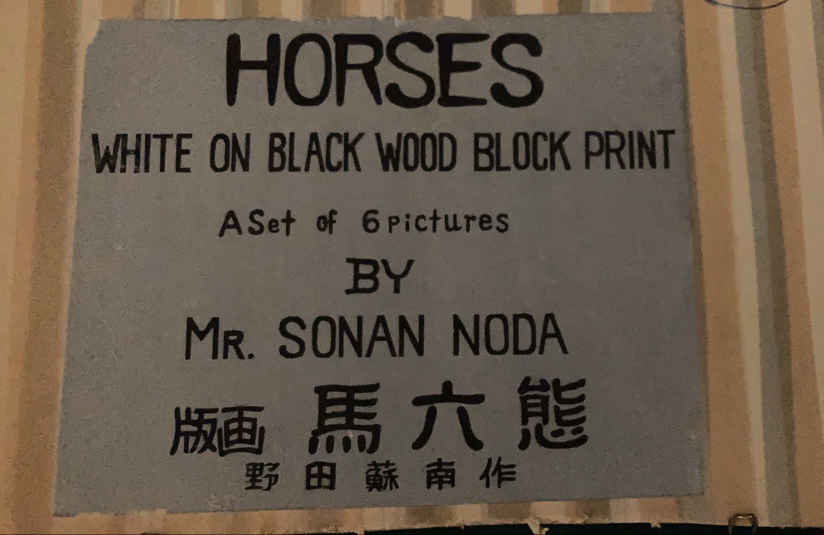 HORSES
WHITE ON BLACK WOOD BLOCK PRINT
A Set of 6 pictures
BY
MR. SONAN NODA
版画 馬六態
野田蘇南作